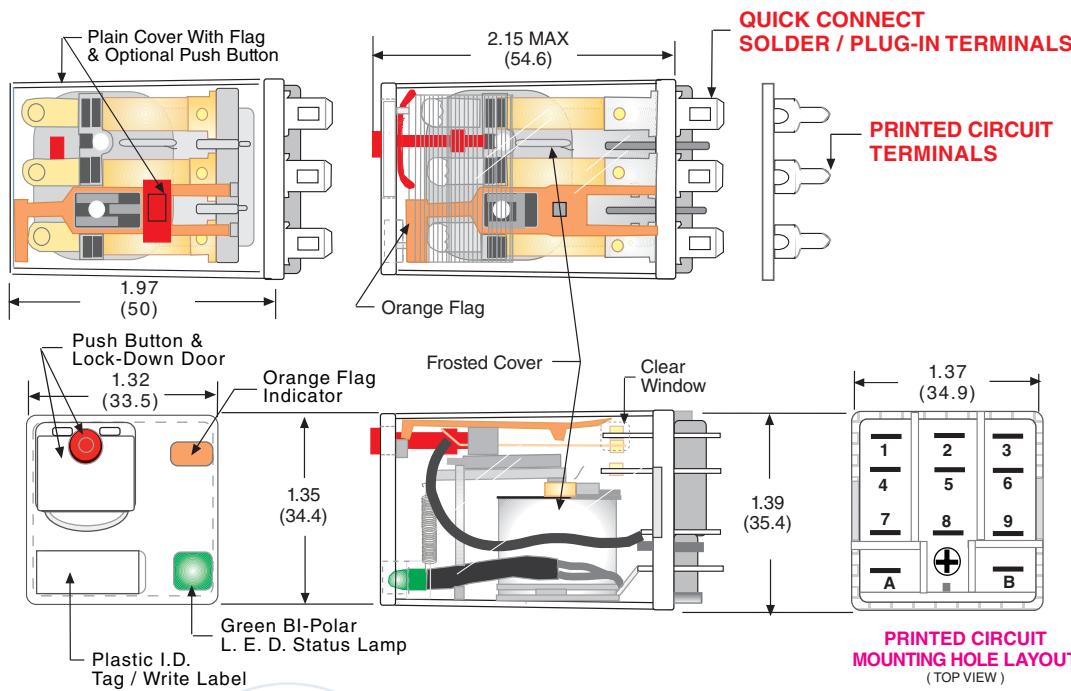 Plain Cover With Flag
& Optional Push Button
2.15 MAX
(54.6)
QUICK CONNECT
SOLDER / PLUG-IN TERMINALS
PRINTED CIRCUIT
TERMINALS
1.97
(50)
Orange Flag
Push Button &
Lock-Down Door
1.32
(33.5)
Orange Flag
Indicator
Frosted Cover
Clear
Window
1.37
(34.9)
1.35
(34.4)
1.39
(35.4)
1 2 3
4 5 6
7 8 9
A B
Green BI-Polar
L. E. D. Status Lamp
Plastic I.D.
Tag / Write Label
PRINTED CIRCUIT
MOUNTING HOLE LAYOUT
( TOP VIEW )